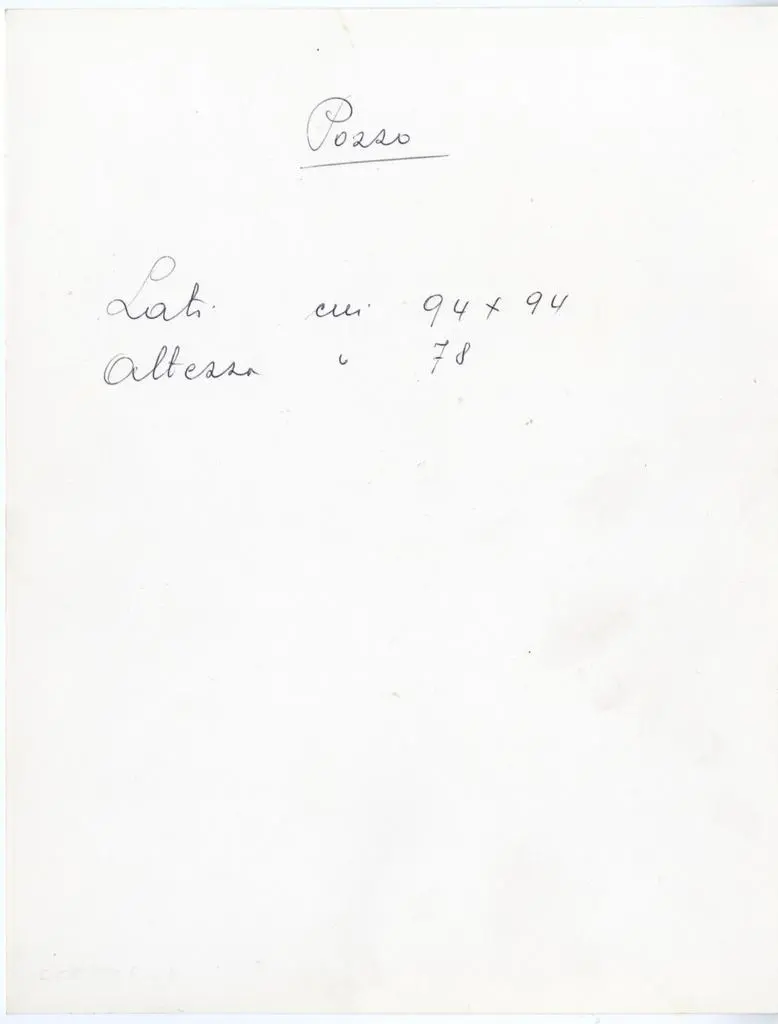 Pozzo
Lati cm 94 x 94
Altezza " 78